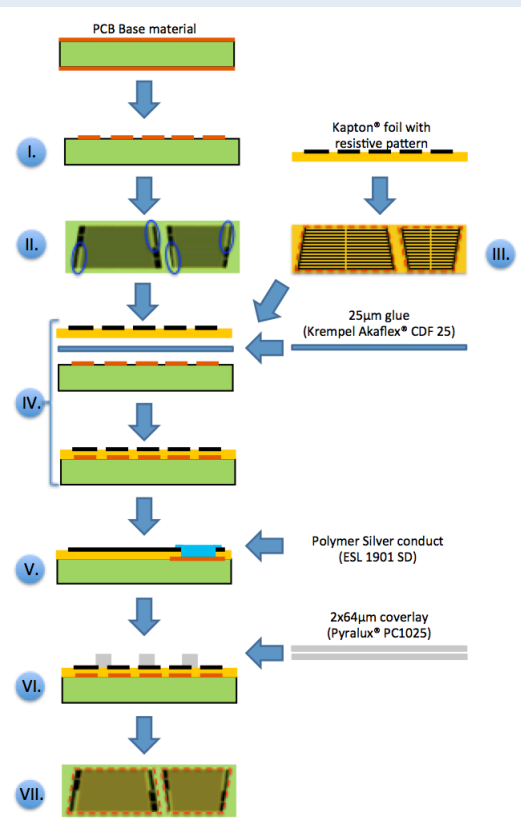 PCB Base material
I.
Kapton® foil with
resistive pattern
II.
III.
25μm glue
(Krempel Akaflex® CDF 25)
IV.
Polymer Silver conduct
(ESL 1901 SD)
V.
2x64μm coverlay
(Pyralux® PC1025)
VI.
VII.